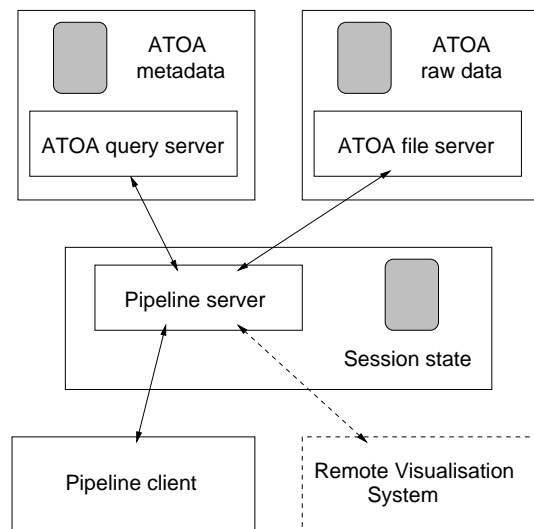 ATOA
metadata
ATOA query server
ATOA
raw data
ATOA file server
Pipeline server
Session state
Pipeline client
Remote Visualisation
System